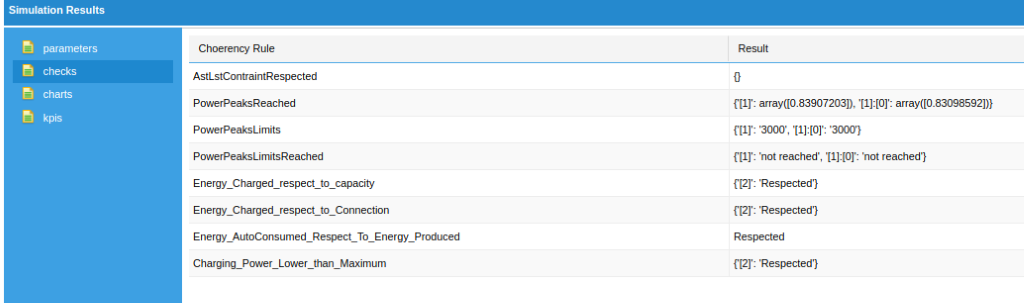 Simulation Results
parameters
checks
charts
kpis
Choerency Rule Result
AstLstContraintRespected {}
PowerPeaksReached {'[1]': array([0.83907203]), '[1]:[0]': array([0.83098592])}
PowerPeaksLimits {'[1]': '3000', '[1]:[0]': '3000'}
PowerPeaksLimitsReached {'[1]': 'not reached', '[1]:[0]': 'not reached'}
Energy_Charged_respect_to_capacity {'[2]': 'Respected'}
Energy_Charged_respect_to_Connection {'[2]': 'Respected'}
Energy_AutoConsumed_Respect_To_Energy_Produced Respected
Charging_Power_Lower_than_Maximum {'[2]': 'Respected'}